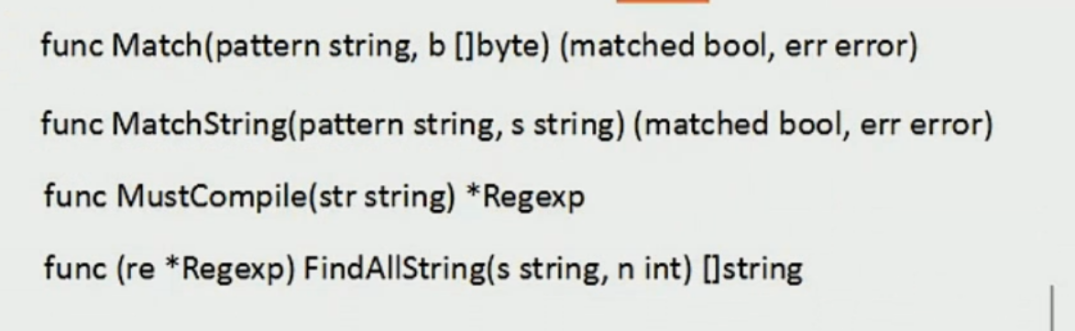 func Match(pattern string, b []byte) (matched bool, err error)
func MatchString(pattern string, s string) (matched bool, err error)
func MustCompile(str string) *Regexp
func (re *Regexp) FindAllString(s string, n int) []string